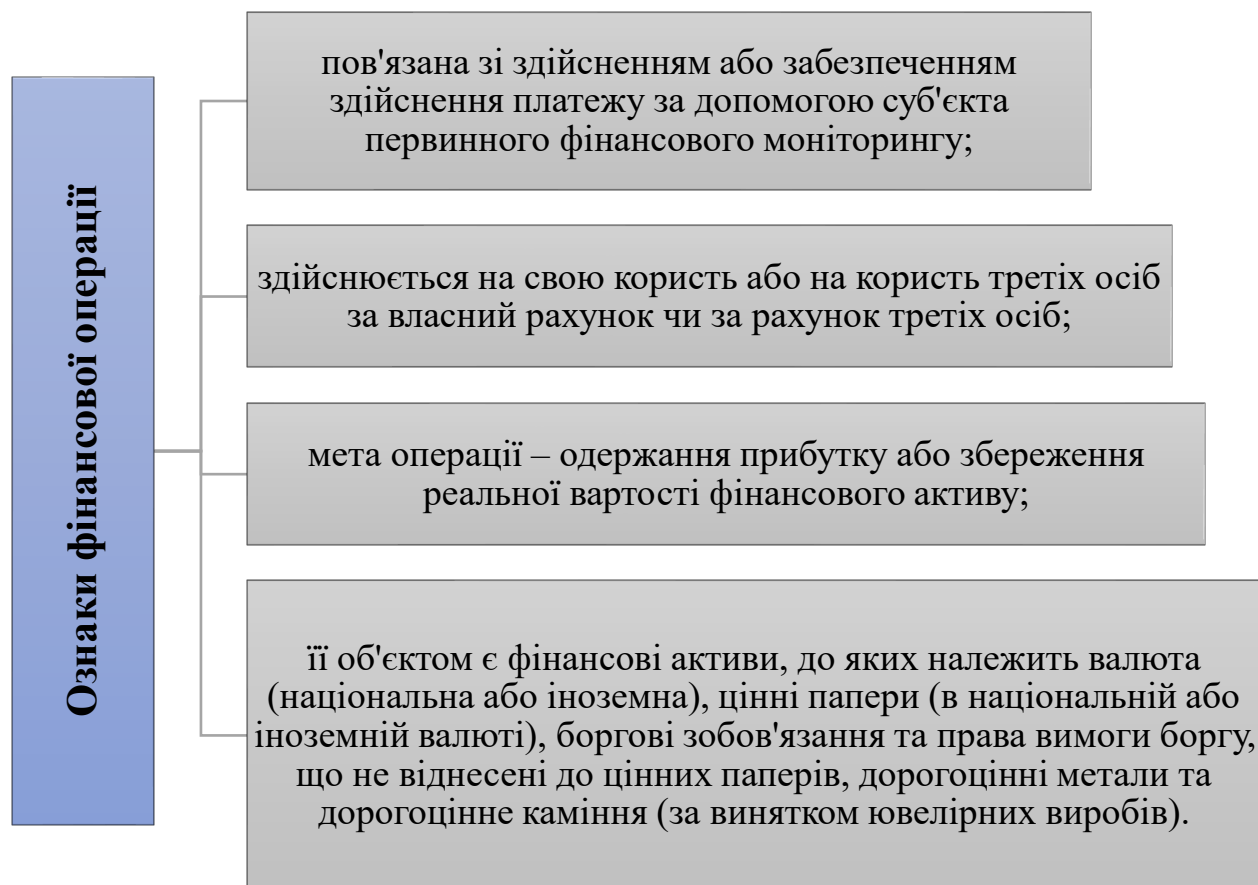 Ознаки фінансової операції
пов'язана зі здійсненням або забезпеченням
здійснення платежу за допомогою суб'єкта
первинного фінансового моніторингу;
здійснюється на свою користь або на користь третіх осіб
за власний рахунок чи за рахунок третіх осіб;
мета операції – одержання прибутку або збереження
реальної вартості фінансового активу;
її об'єктом є фінансові активи, до яких належить валюта
(національна або іноземна), цінні папери (в національній або
іноземній валюті), боргові зобов'язання та права вимоги боргу,
що не віднесені до цінних паперів, дорогоцінні метали та
дорогоцінне каміння (за винятком ювелірних виробів).